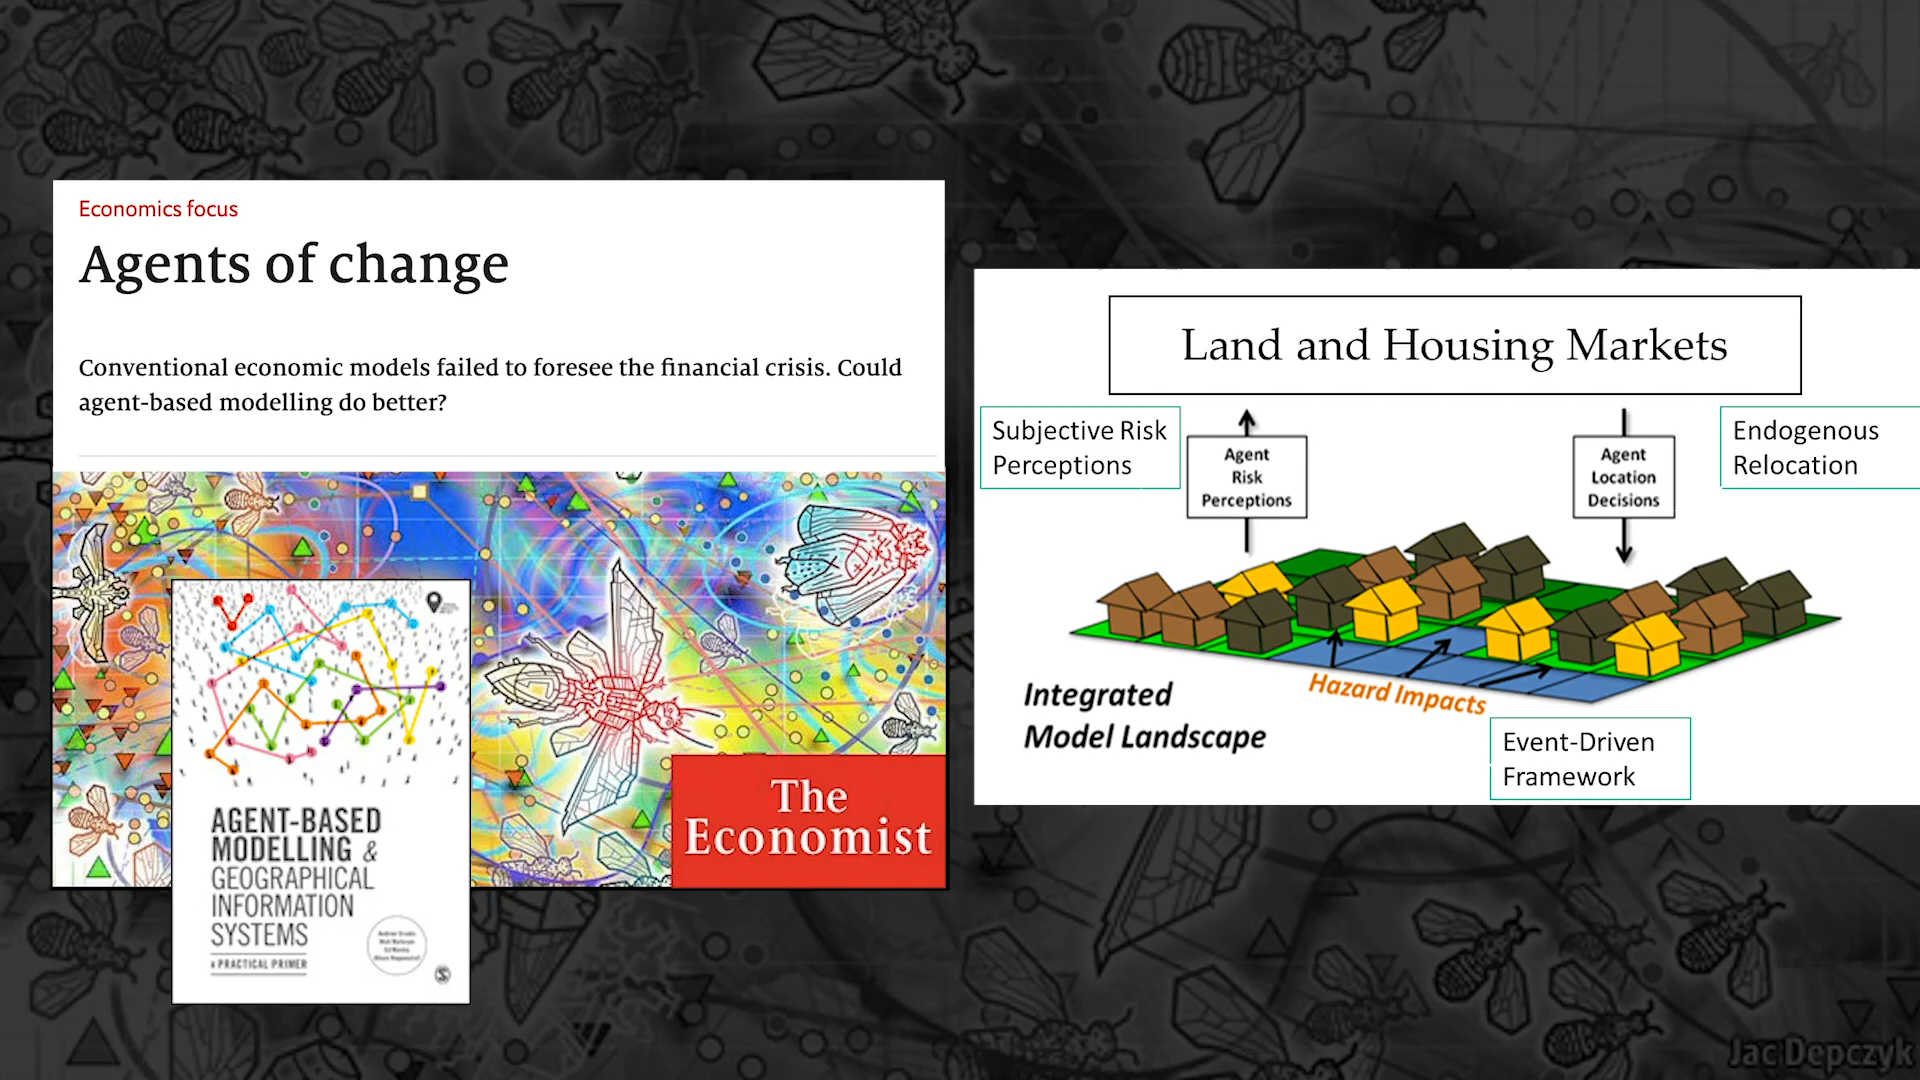 Economics focus
Agents of change
Conventional economic models failed to foresee the financial crisis. Could
agent-based modelling do better?
The
Economist
AGENT-BASED
MODELLING &
GEOGRAPHICAL
INFORMATION
SYSTEMS
A PRACTICAL PRIMER
Land and Housing Markets
Subjective Risk
Perceptions
Agent
Risk
Perceptions
Agent
Location
Decisions
Endogenous
Relocation
Integrated
Model Landscape
Hazard Impacts
Event-Driven
Framework
Jac Depczyk